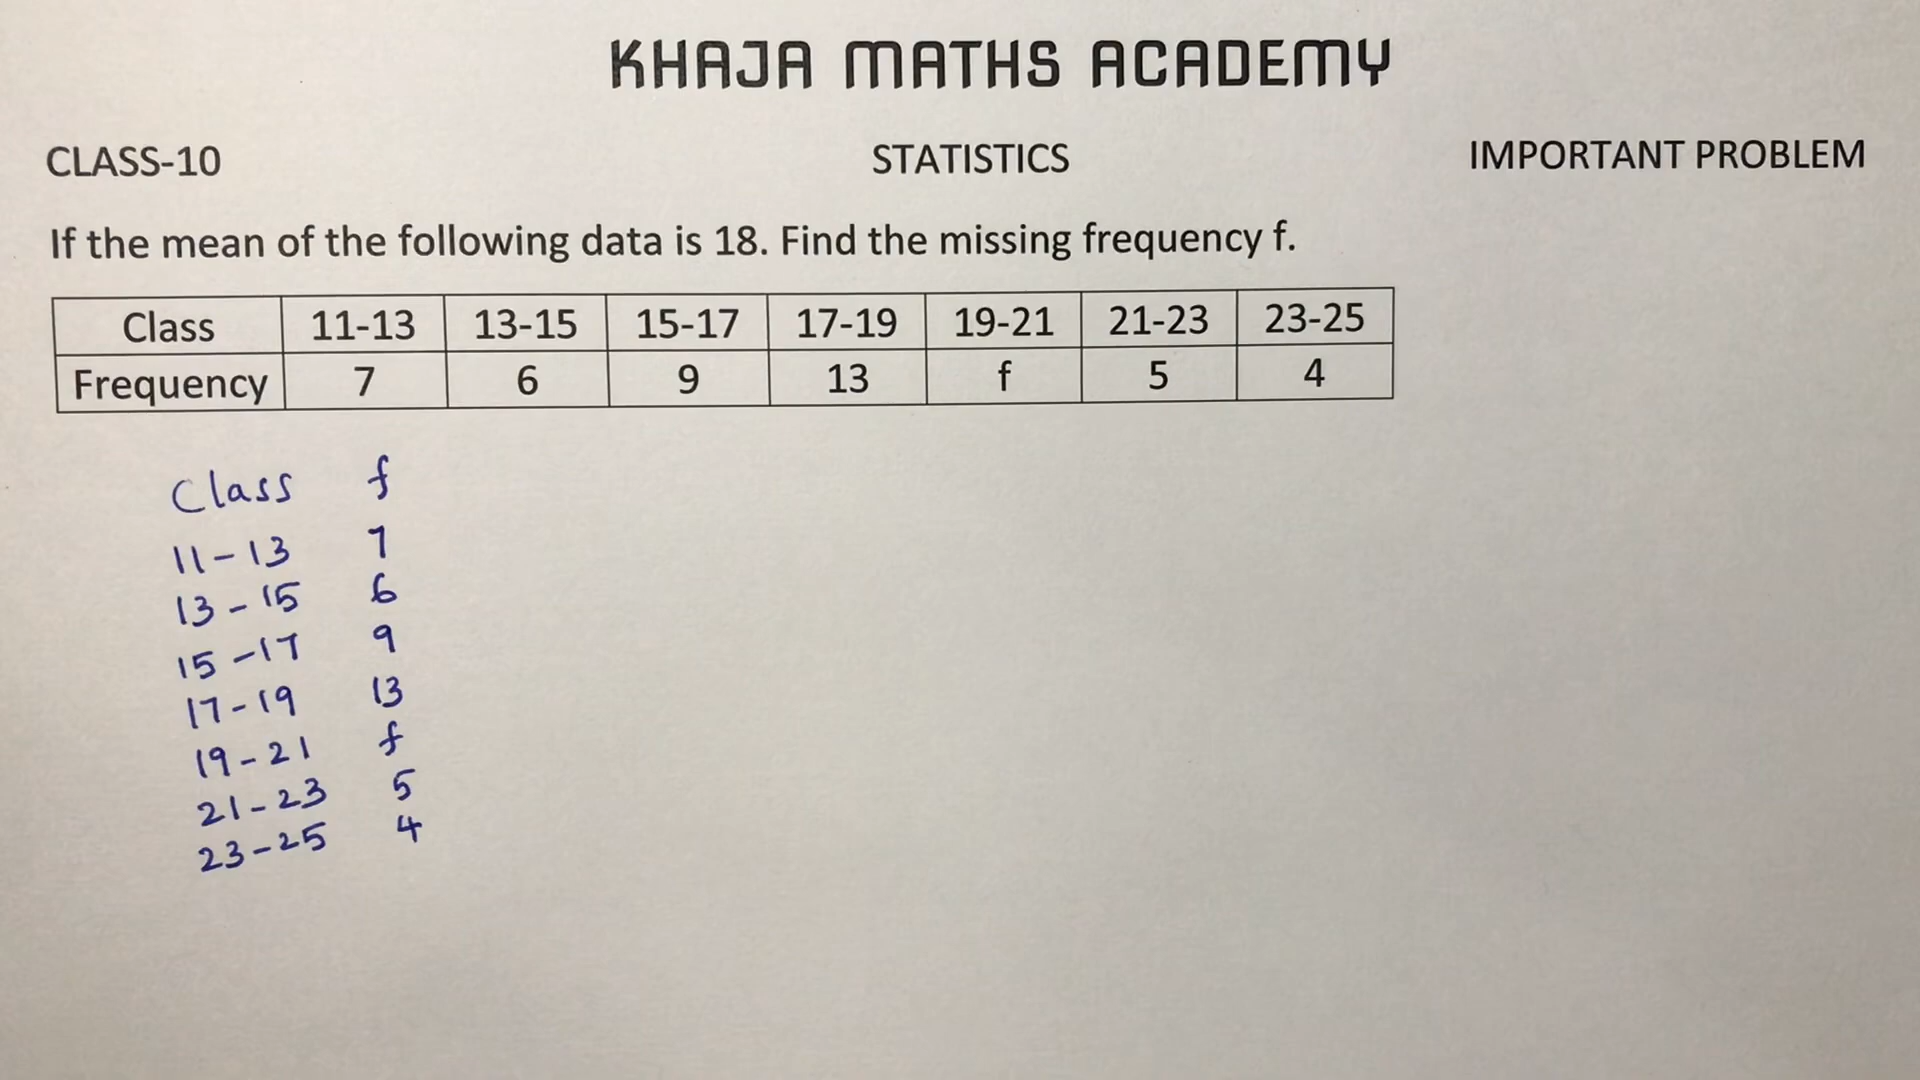 KHAJA MATHS ACADEMY
CLASS-10 STATISTICS IMPORTANT PROBLEM
If the mean of the following data is 18. Find the missing frequency f.
Class 11-13 13-15 15-17 17-19 19-21 21-23 23-25
Frequency 7 6 9 13 f 5 4
Class f
11-13 7
13-15 6
15-17 9
17-19 13
19-21 f
21-23 5
23-25 4